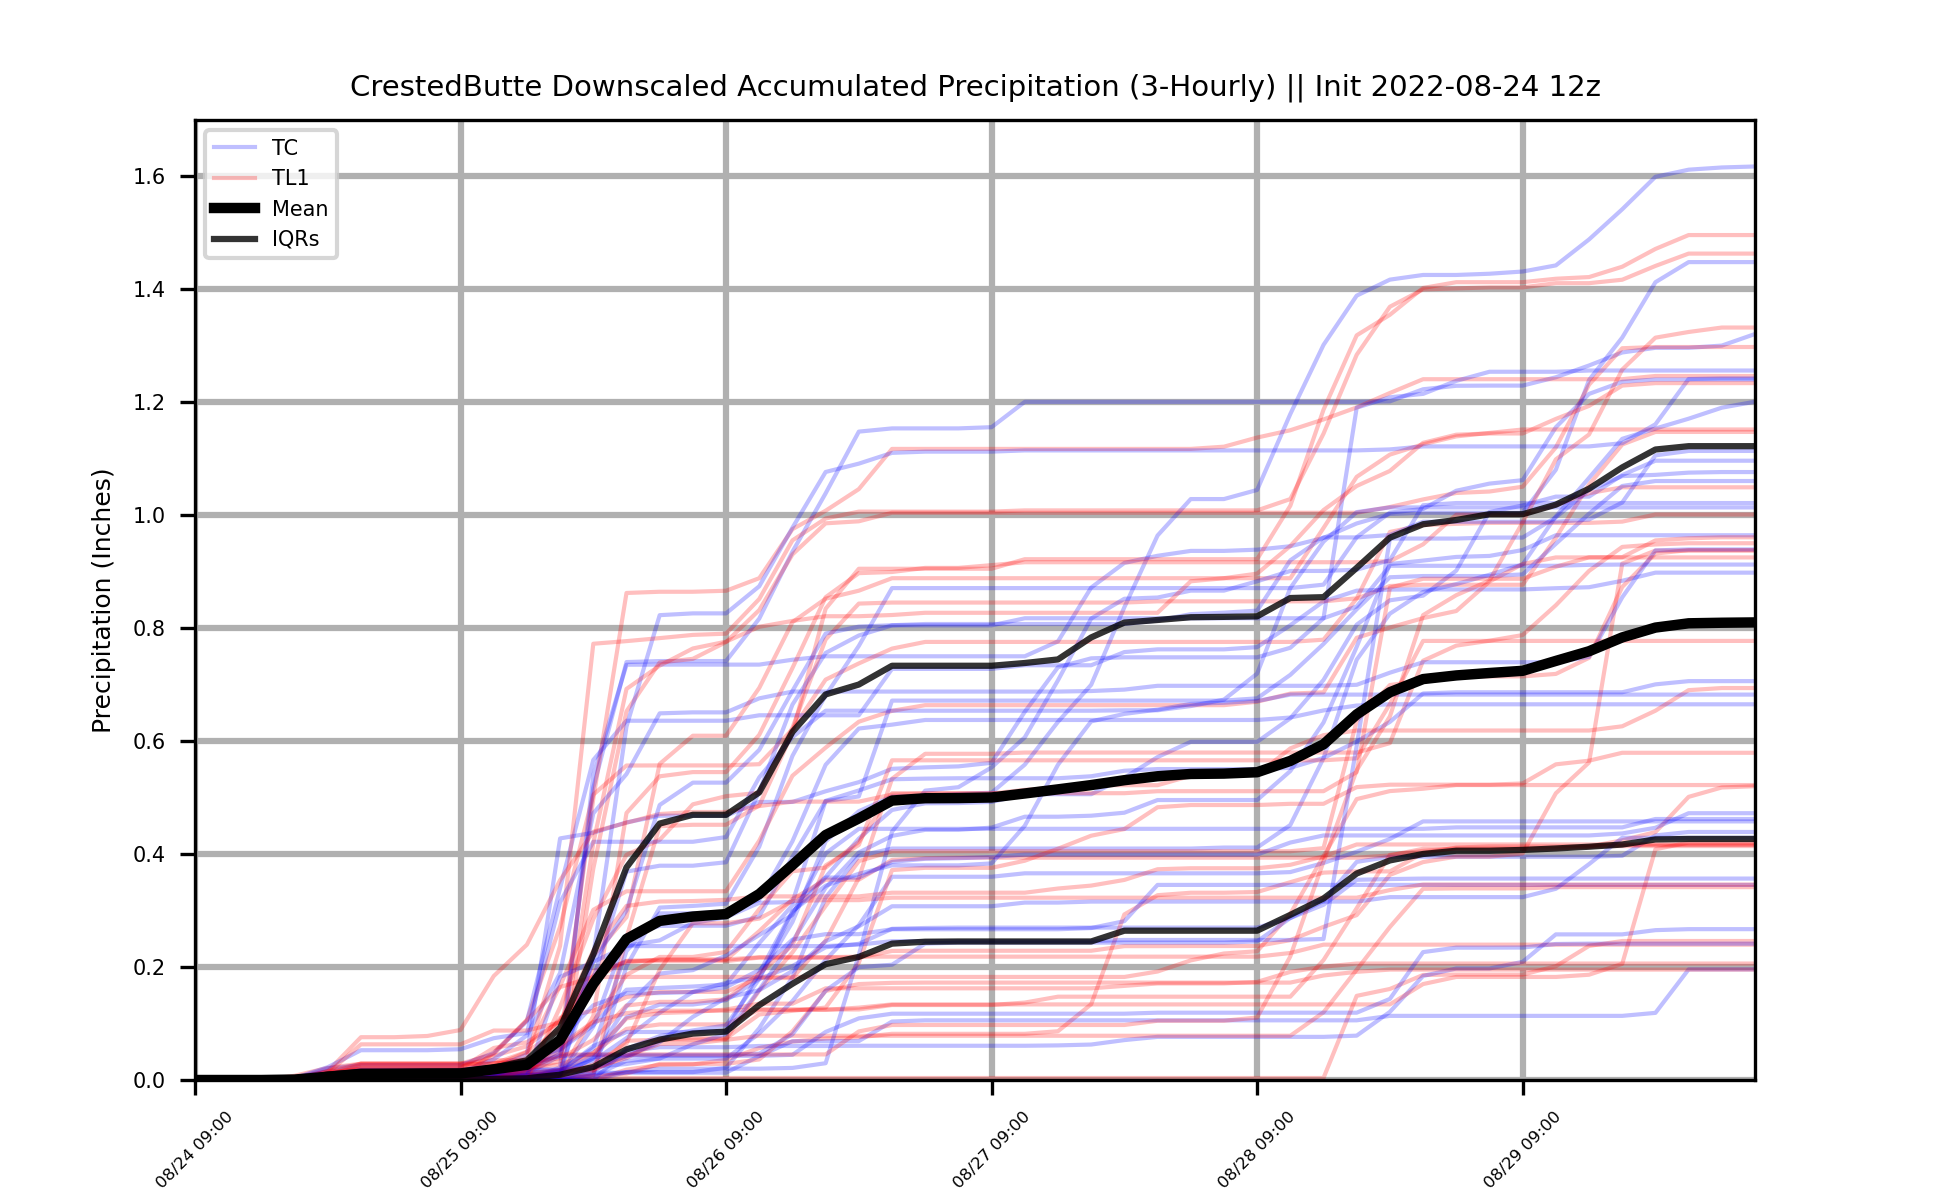 CrestedButte Downscaled Accumulated Precipitation (3-Hourly) || Init 2022-08-24 12z
TC
TL1
Mean
IQRs
Precipitation (Inches)
1.6
1.4
1.2
1.0
0.8
0.6
0.4
0.2
0.0
08/24 09:00
08/25 09:00
08/26 09:00
08/27 09:00
08/28 09:00
08/29 09:00